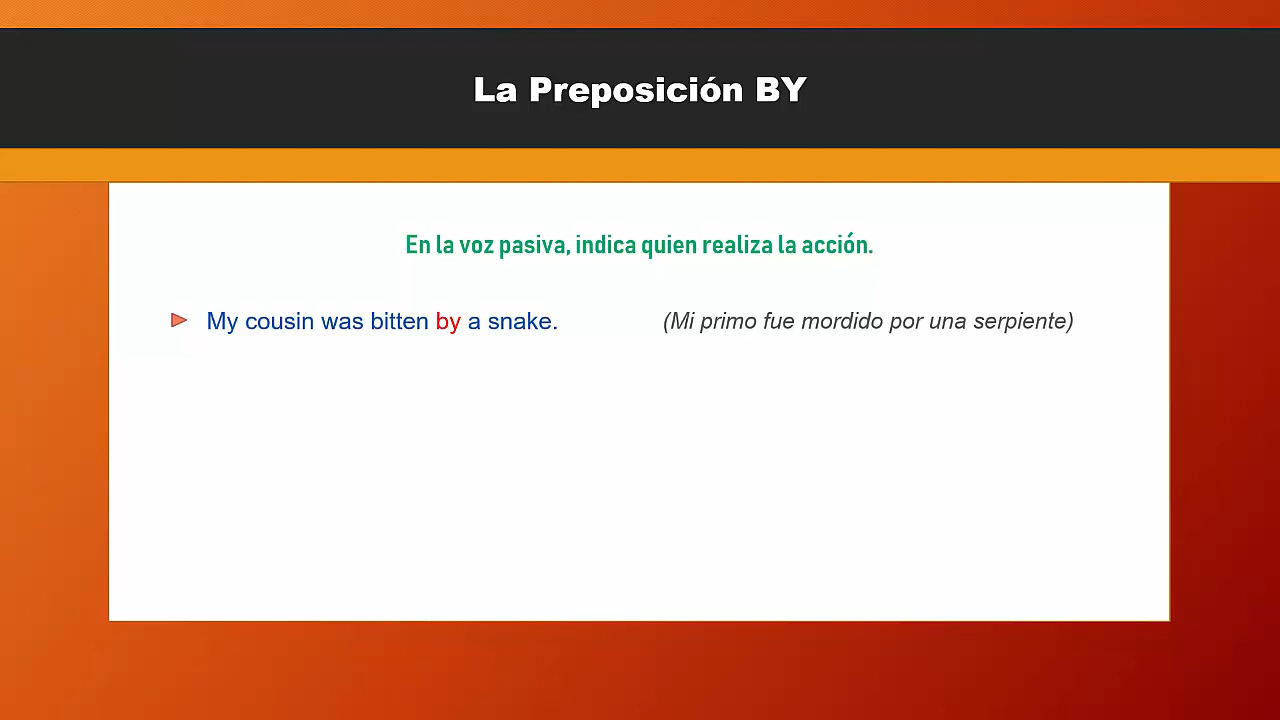 La Preposición BY
En la voz pasiva, indica quien realiza la acción.
My cousin was bitten by a snake. (Mi primo fue mordido por una serpiente)